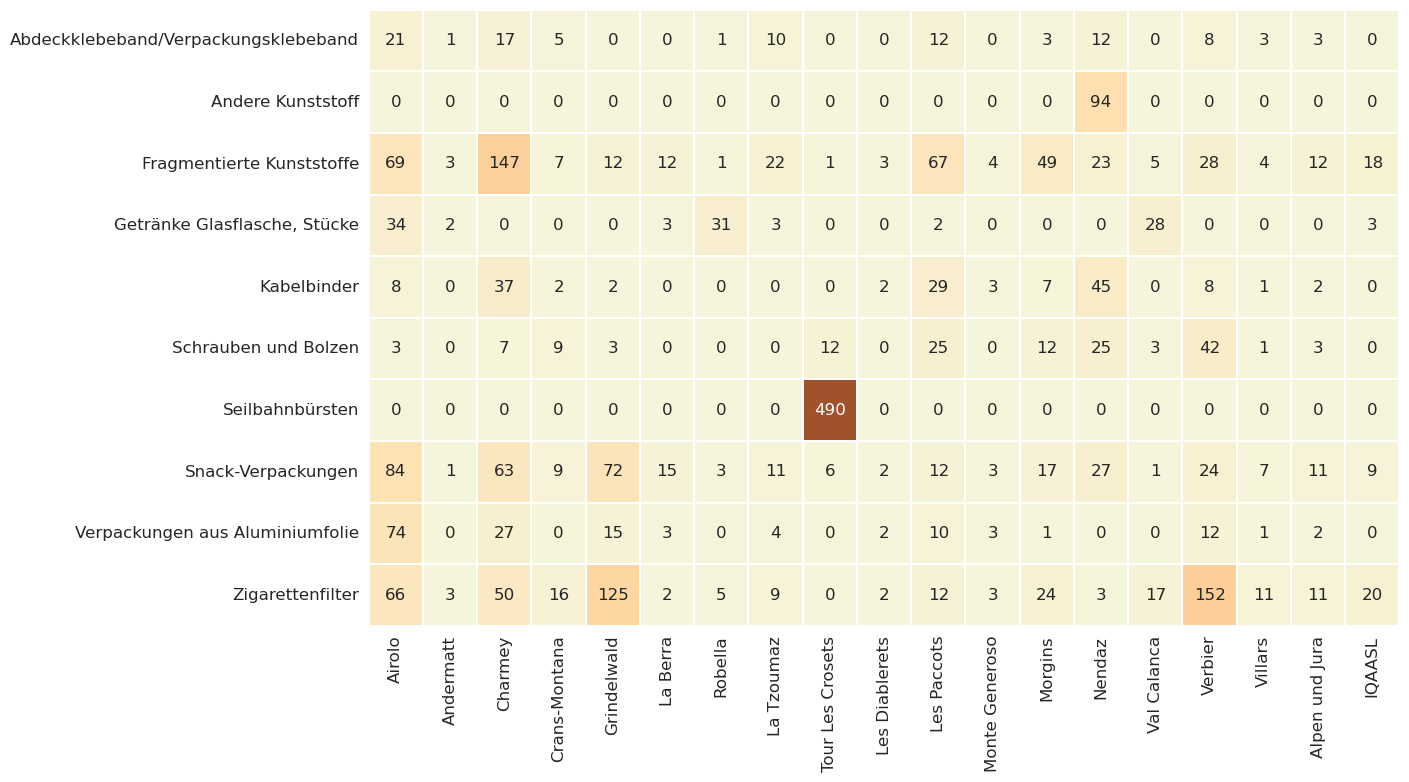 Abdeckklebeband/Verpackungsklebeband 21 1 17 5 0 0 1 10 0 0 12 0 3 12 0 8 3 3 0
Andere Kunststoff 0 0 0 0 0 0 0 0 0 0 0 0 0 94 0 0 0 0 0
Fragmentierte Kunststoffe 69 3 147 7 12 12 1 22 1 3 67 4 49 23 5 28 4 12 18
Getränke Glasflasche, Stücke 34 2 0 0 0 3 31 3 0 0 2 0 0 0 28 0 0 0 3
Kabelbinder 8 0 37 2 2 0 0 0 0 2 29 3 7 45 0 8 1 2 0
Schrauben und Bolzen 3 0 7 9 3 0 0 0 12 0 25 0 12 25 3 42 1 3 0
Seilbahnbürsten 0 0 0 0 0 0 0 0 490 0 0 0 0 0 0 0 0 0 0
Snack-Verpackungen 84 1 63 9 72 15 3 11 6 2 12 3 17 27 1 24 7 11 9
Verpackungen aus Aluminiumfolie 74 0 27 0 15 3 0 4 0 2 10 3 1 0 0 12 1 2 0
Zigarettenfilter 66 3 50 16 125 2 5 9 0 2 12 3 24 3 17 152 11 11 20
Airolo
Andermatt
Charmey
Crans-Montana
Grindelwald
La Berra
Robella
La Tzoumaz
Tour Les Crosets
Les Diablerets
Les Paccots
Monte Generoso
Morgins
Nendaz
Val Calanca
Verbier
Villars
Alpen und Jura
IQAASL